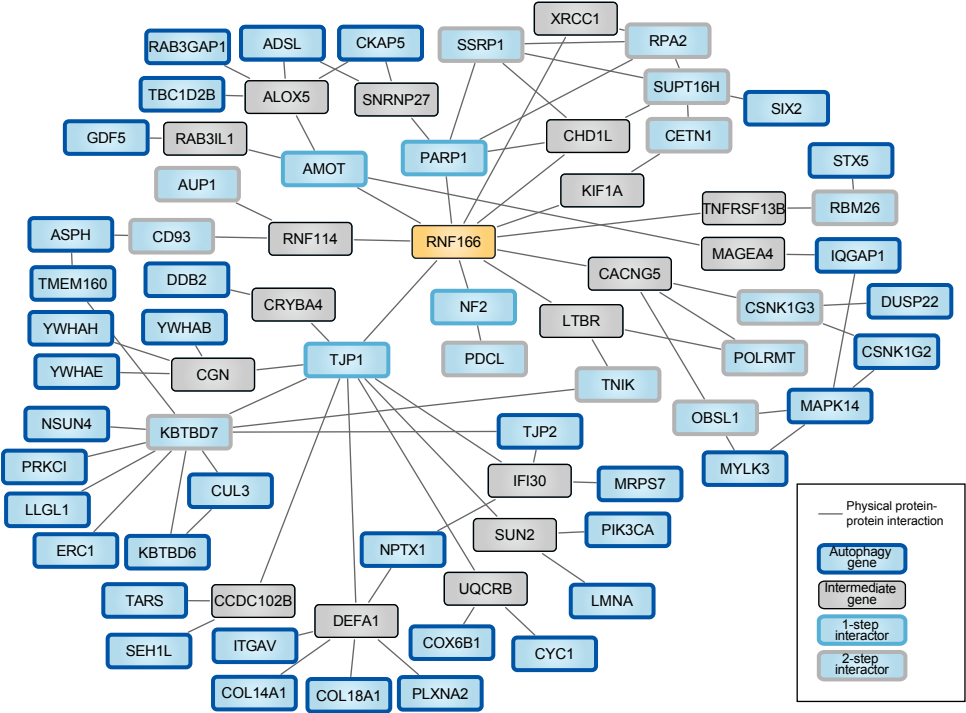 XRCC1
RAB3GAP1
ADSL
CKAP5
SSRP1
RPA2
TBC1D2B
ALOX5
SNRNP27
SUPT16H
SIX2
GDF5
RAB3IL1
CHD1L
CETN1
AMOT
PARP1
STX5
AUP1
KIF1A
TNFRSF13B
RBM26
ASPH
CD93
RNF114
RNF166
MAGEA4
IQGAP1
TMEM160
DDB2
CACNG5
CRYBA4
NF2
CSNK1G3
DUSP22
YWHAH
YWHAB
LTBR
CSNK1G2
YWHAE
CGN
TJP1
PDCL
POLRMT
TNIK
MAPK14
NSUN4
KBTBD7
TJP2
OBSL1
PRKCI
MYLK3
CUL3
IFI30
MRPS7
LLGL1
ERC1
KBTBD6
NPTX1
SUN2
PIK3CA
TARS
CCDC102B
UQCRB
LMNA
SEH1L
ITGAV
DEFA1
COX6B1
CYC1
COL14A1
COL18A1
PLXNA2
Physical protein-
protein interaction
Autophagy
gene
Intermediate
gene
1-step
interactor
2-step
interactor